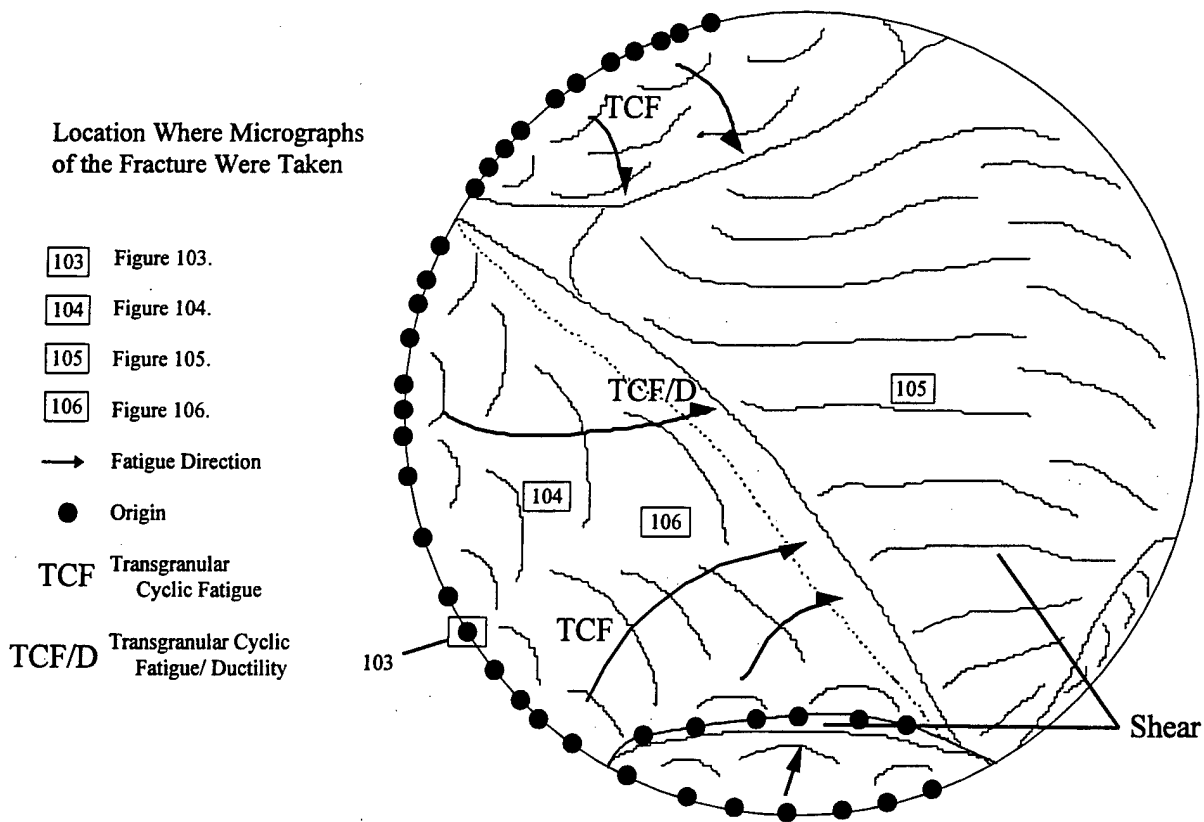 Location Where Micrographs
of the Fracture Were Taken
103 Figure 103.
104 Figure 104.
105 Figure 105.
106 Figure 106.
Fatigue Direction
Origin
TCF Transgranular
Cyclic Fatigue
TCF/D Transgranular Cyclic
Fatigue/ Ductility
TCF
TCF/D
105
104
106
TCF
103
Shear